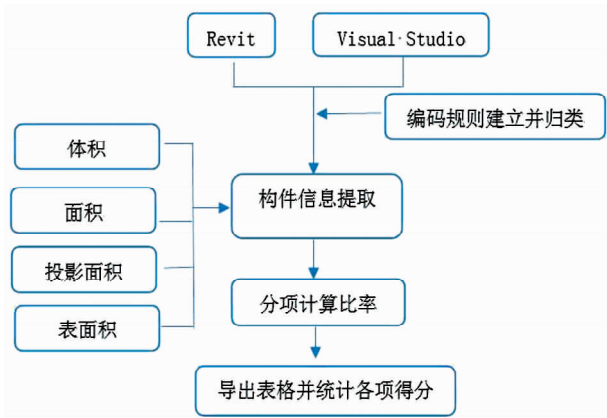 Revit
Visual·Studio
编码规则建立并归类
体积
面积
投影面积
表面积
构件信息提取
分项计算比率
导出表格并统计各项得分